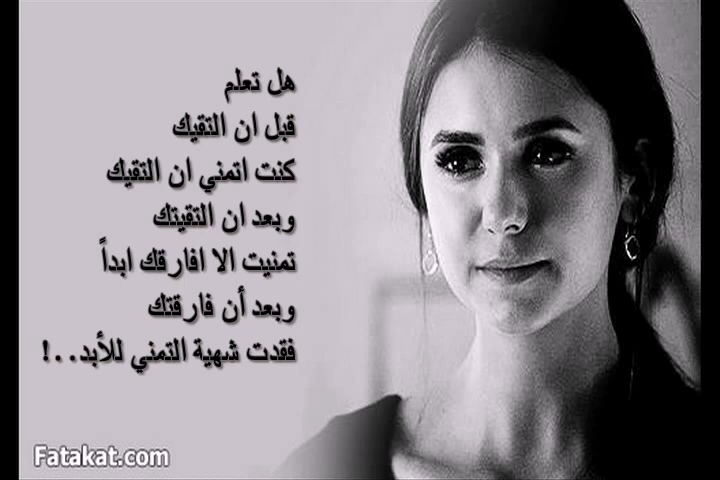 هل تعلم
قبل ان التقيك
كنت اتمني ان التقيك
وبعد ان التقيتك
تمنيت الا افارقك ابداً
وبعد أن فارقتك
فقدت شهية التمني للأبد..!
Fatakat.com